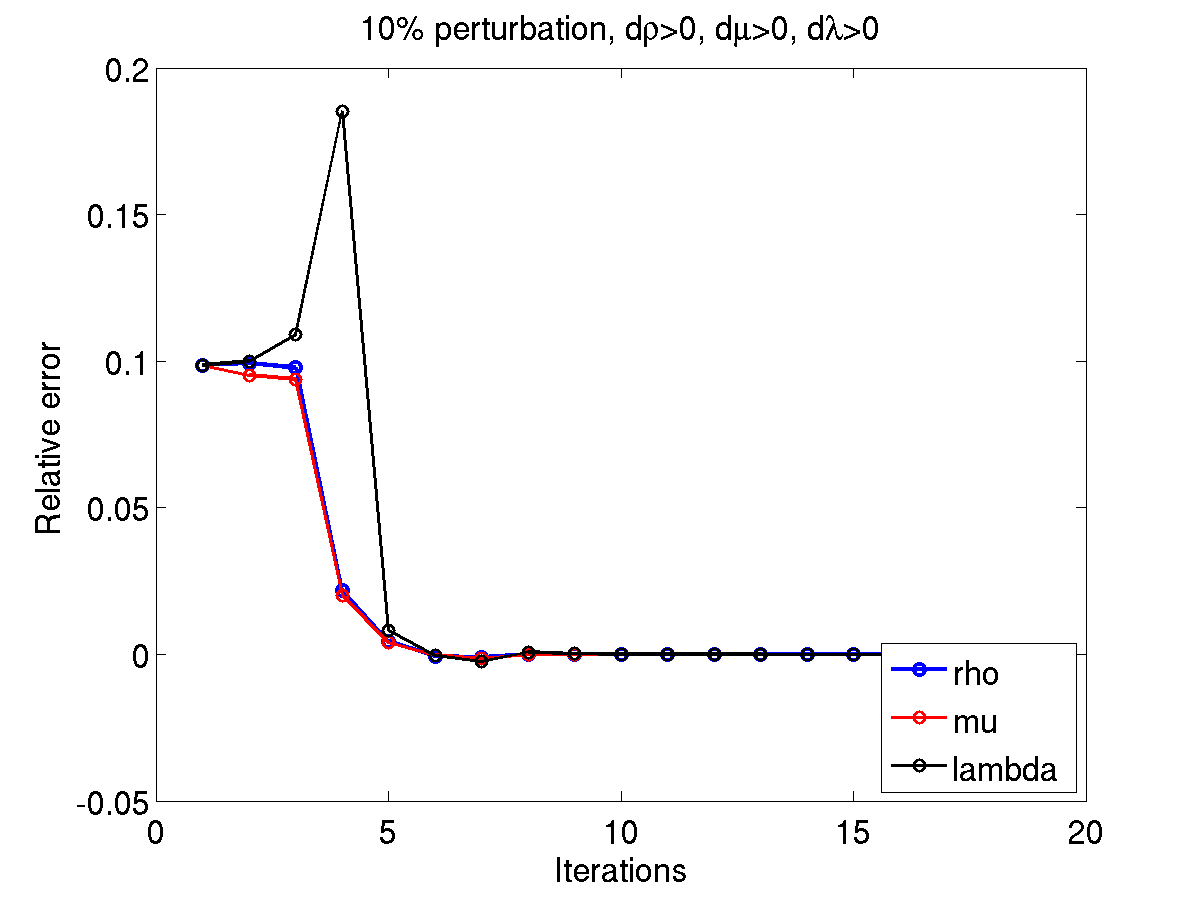 10% perturbation, dρ>0, dμ>0, dλ>0
0.2
0.15
0.1
0.05
0
-0.05
Relative error
0
5
10
15
20
Iterations
rho
mu
lambda